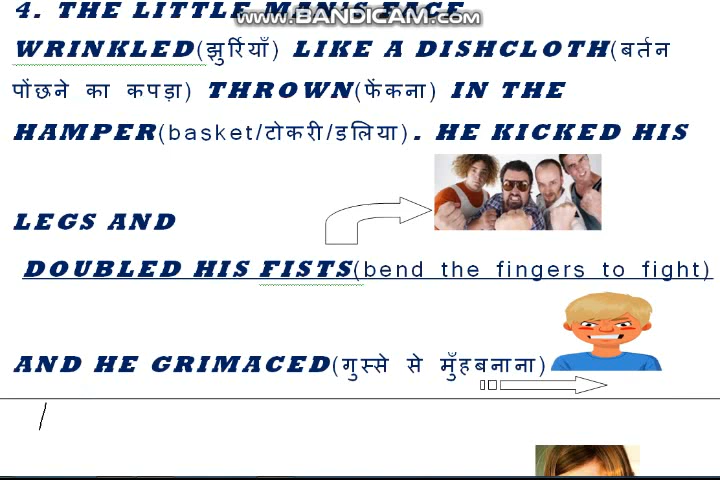 4. THE LITTLE MAN'S FACE
www.BANDICAM.com
WRINKLED(झुर्रियाँ) LIKE A DISHCLOTH(बर्तन
पोंछने का कपड़ा) THROWN(फेंकना) IN THE
HAMPER(basket/टोकरी/डलिया). HE KICKED HIS
LEGS AND
DOUBLED HIS FISTS(bend the fingers to fight)
AND HE GRIMACED(गुस्से से मुँहबनाना)